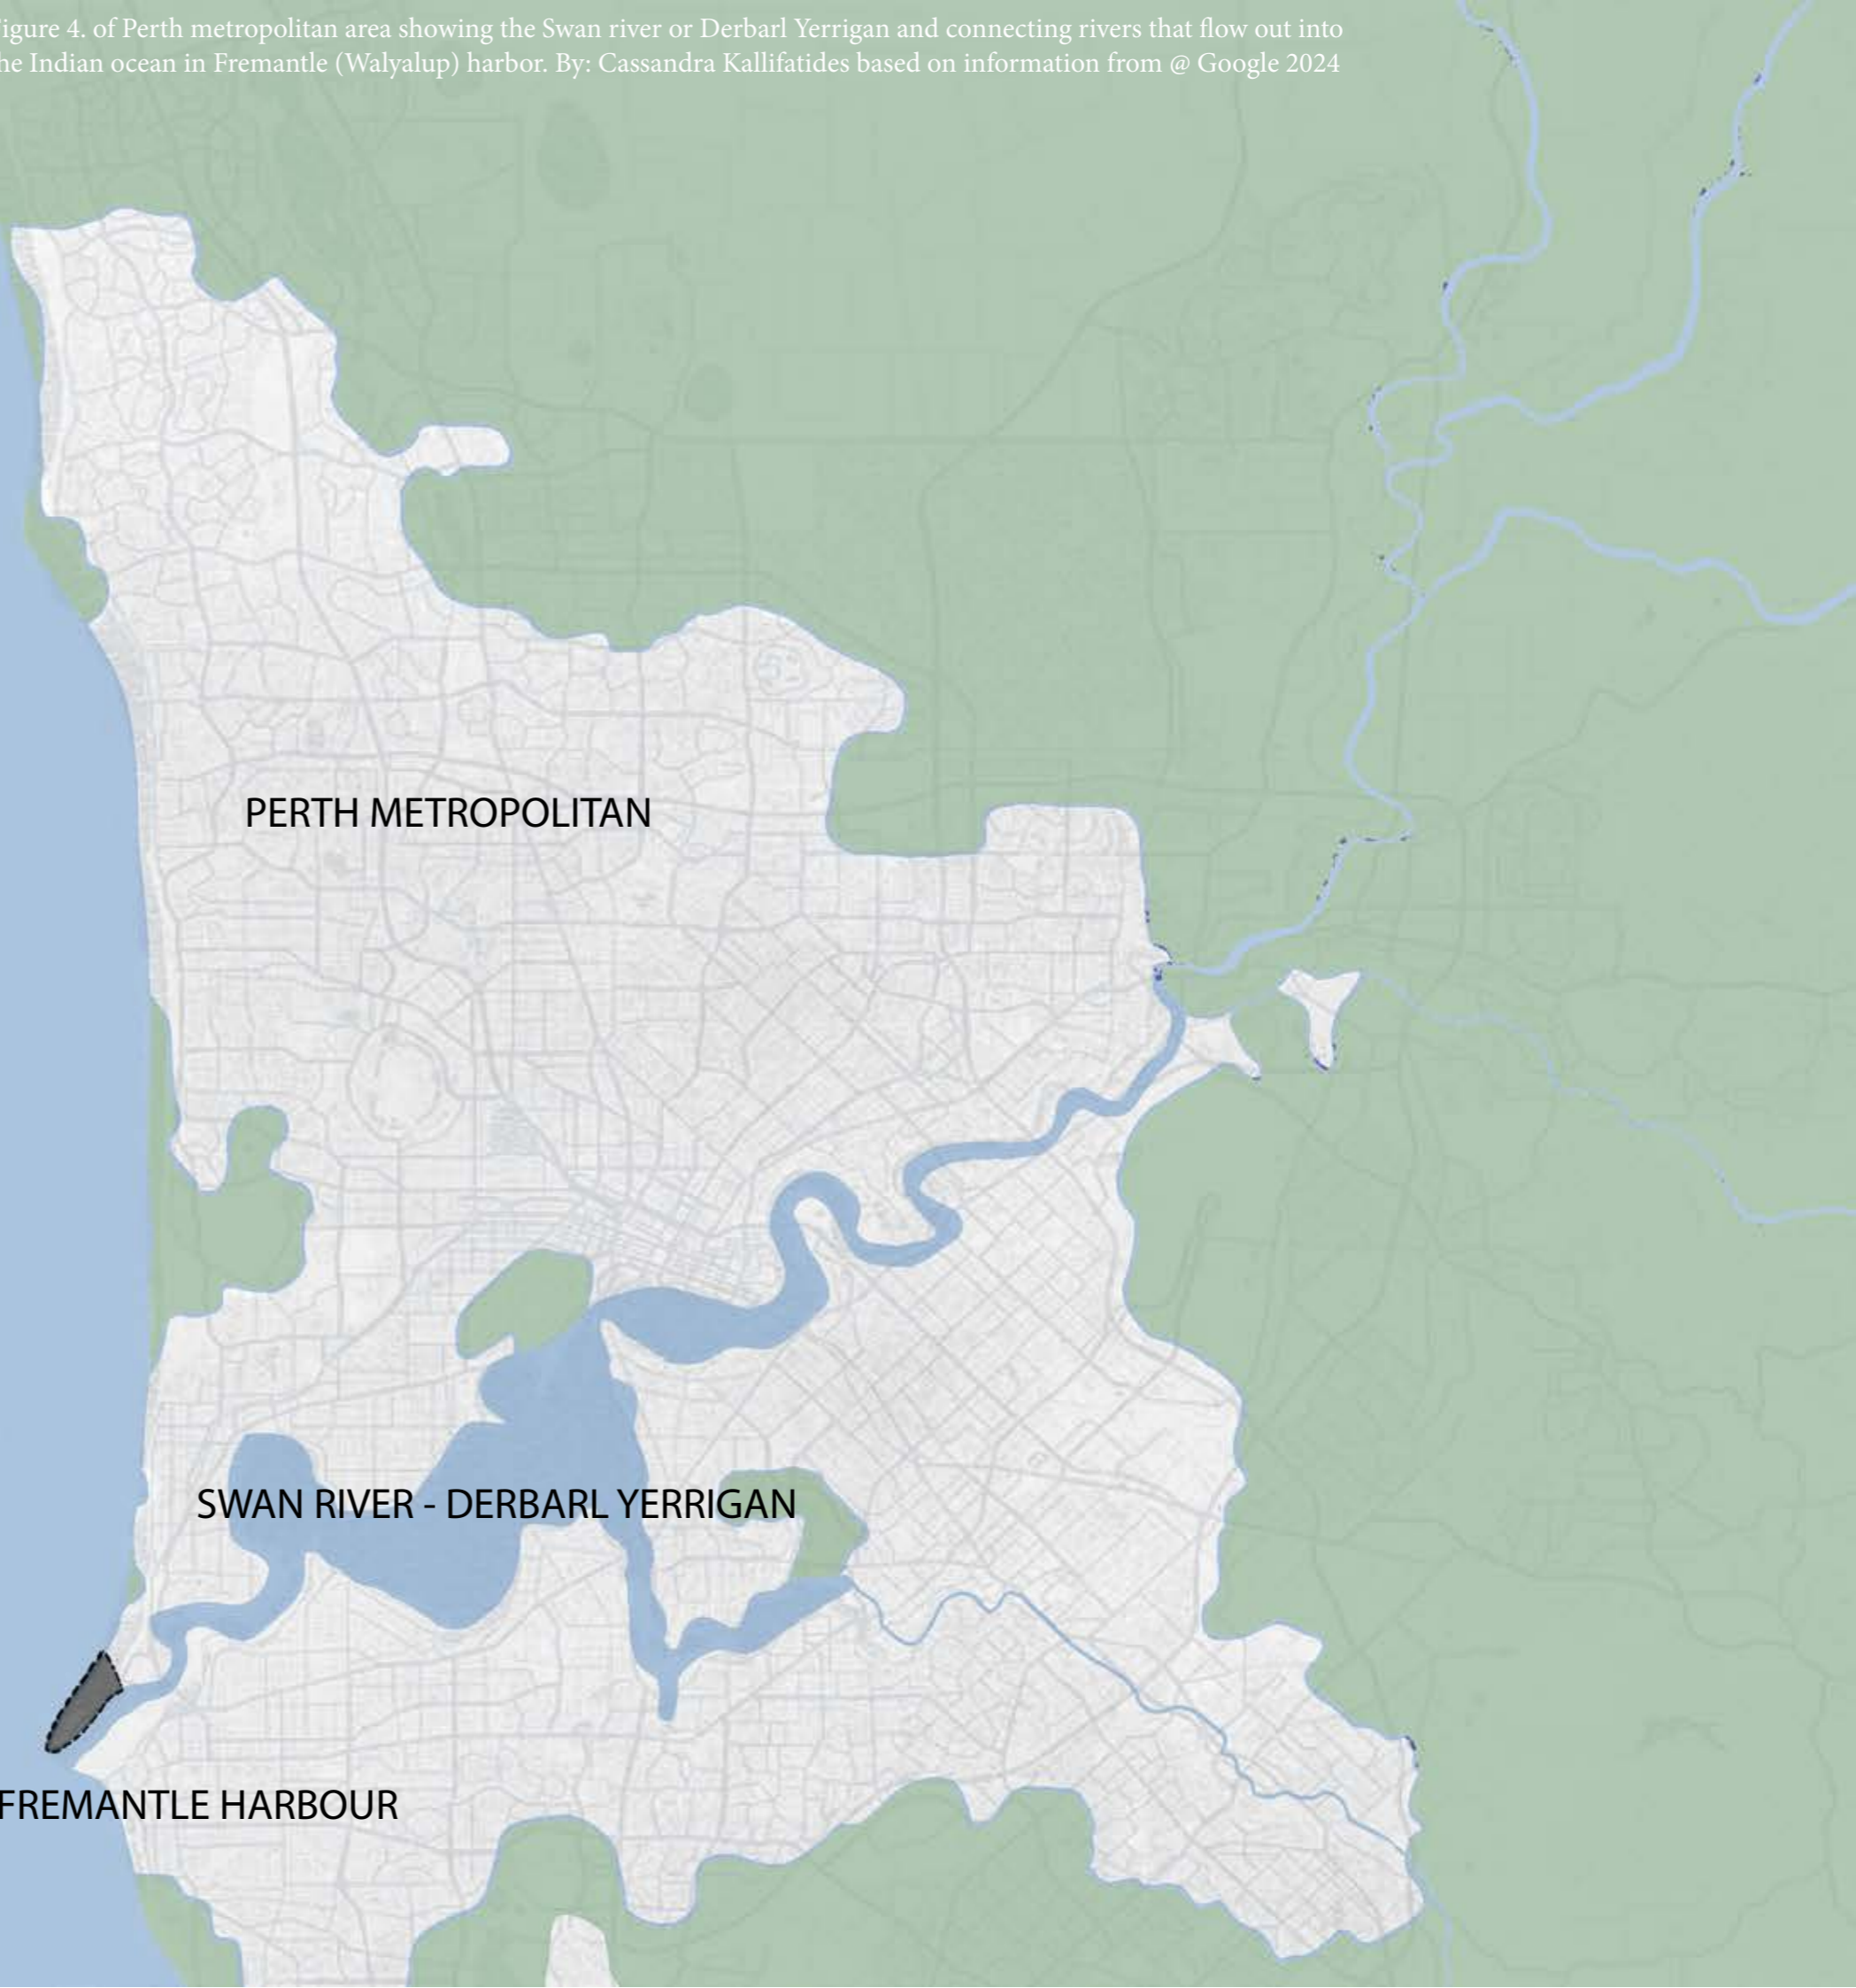 igure 4. of Perth metropolitan area showing the Swan river or Derbarl Yerrigan and connecting rivers that flow out into
he Indian ocean in Fremantle (Walyalup) harbor. By: Cassandra Kallifatides based on information from @ Google 2024
PERTH METROPOLITAN
SWAN RIVER - DERBARL YERRIGAN
FREMANTLE HARBOUR